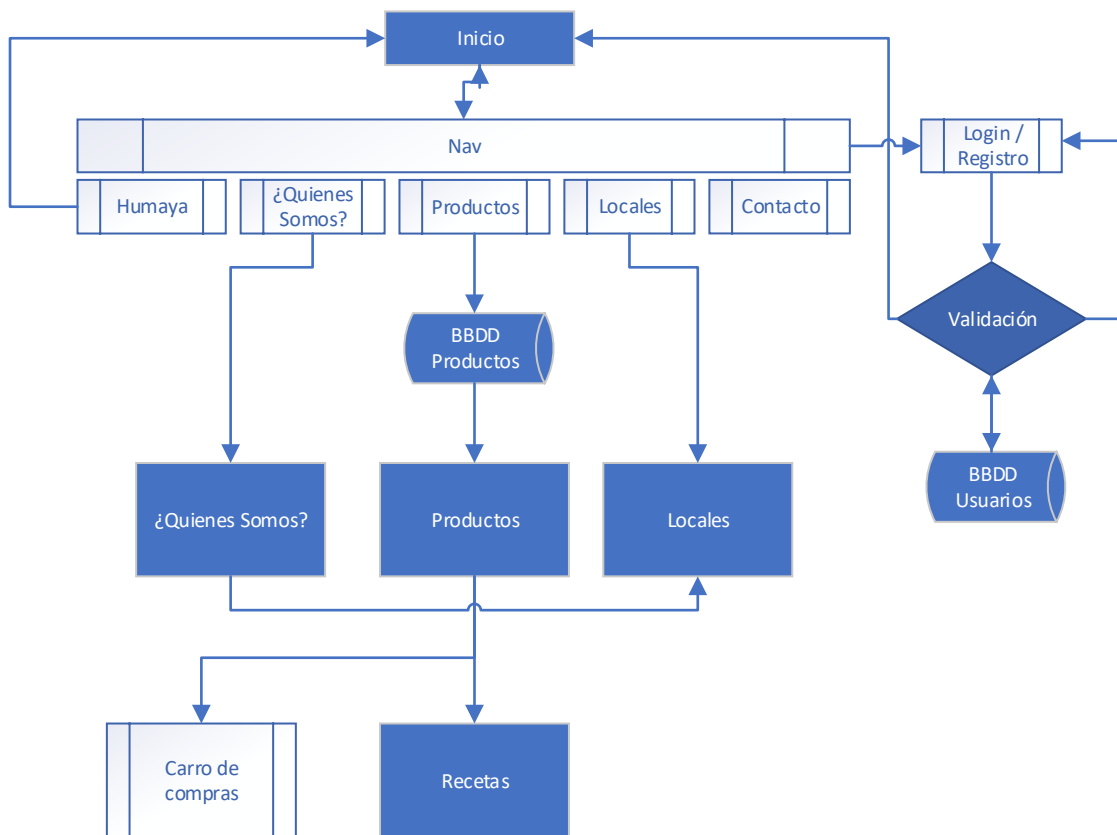 Inicio
Nav
Login /
Registro
Humaya
¿Quienes
Somos?
Productos
Locales
Contacto
Validación
BBDD
Productos
BBDD
Usuarios
¿Quienes Somos?
Productos
Locales
Carro de
compras
Recetas